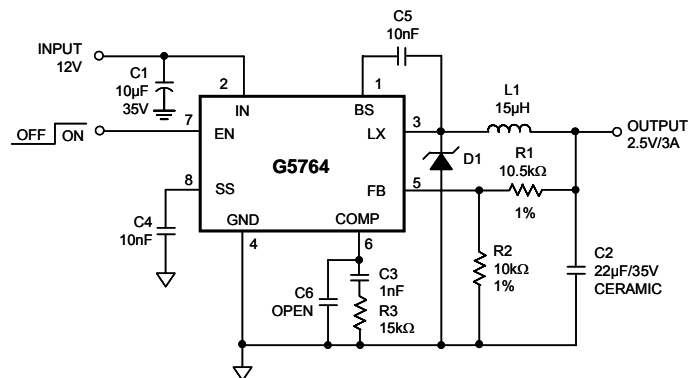 C5
10nF
INPUT
12V
C1
10µF
35V
2
1
IN
BS
L1
15µH
7
3
OFF
ON
EN
LX
OUTPUT
2.5V/3A
D1
G5764
R1
10.5kΩ
1%
8
SS
FB
5
C4
10nF
GND
COMP
4
6
R2
10kΩ
1%
C2
22µF/35V
CERAMIC
C3
1nF
C6
OPEN
R3
15kΩ